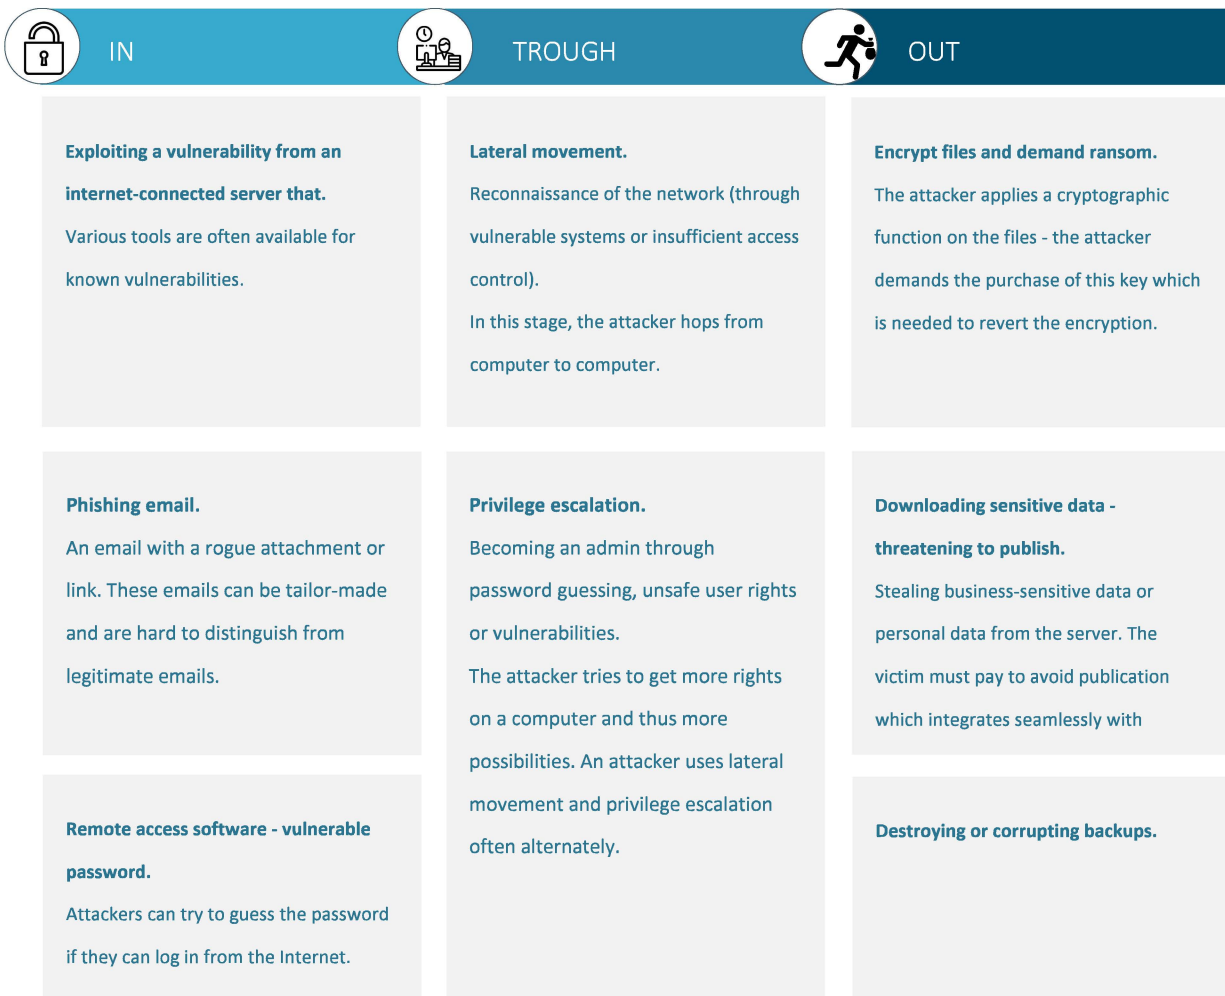 IN
TROUGH
OUT
Exploiting a vulnerability from an
internet-connected server that.
Various tools are often available for
known vulnerabilities.
Lateral movement.
Reconnaissance of the network (through
vulnerable systems or insufficient access
control).
In this stage, the attacker hops from
computer to computer.
Encrypt files and demand ransom.
The attacker applies a cryptographic
function on the files - the attacker
demands the purchase of this key which
is needed to revert the encryption.
Phishing email.
An email with a rogue attachment or
link. These emails can be tailor-made
and are hard to distinguish from
legitimate emails.
Privilege escalation.
Becoming an admin through
password guessing, unsafe user rights
or vulnerabilities.
The attacker tries to get more rights
on a computer and thus more
possibilities. An attacker uses lateral
movement and privilege escalation
often alternately.
Downloading sensitive data -
threatening to publish.
Stealing business-sensitive data or
personal data from the server. The
victim must pay to avoid publication
which integrates seamlessly with
Remote access software - vulnerable
password.
Attackers can try to guess the password
if they can log in from the Internet.
Destroying or corrupting backups.